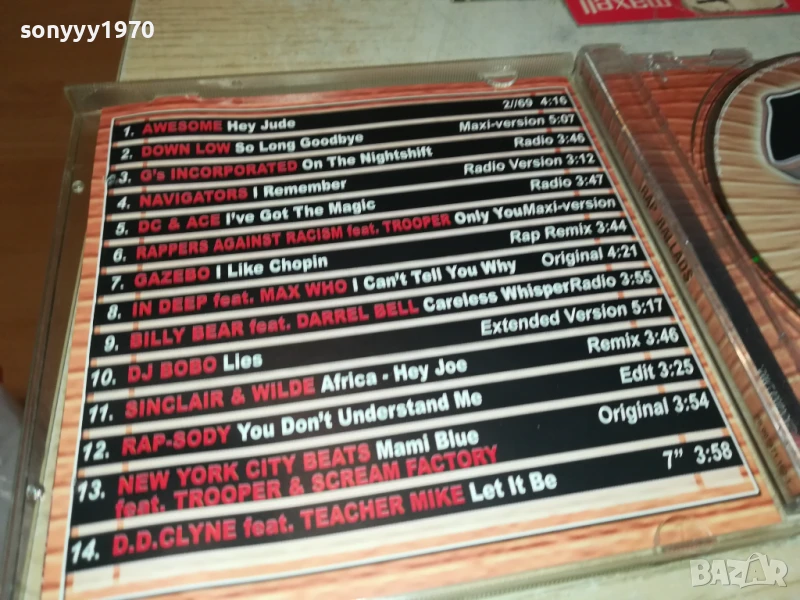 sonyyy1970
maxell
1. AWESOME Hey Jude 2//69 4:16
2. DOWN LOW So Long Goodbye Maxi-version 5:07
3. G's INCORPORATED On The Nightshift Radio 3:46
4. NAVIGATORS I Remember Radio Version 3:12
5. DC & ACE I've Got The Magic Radio 3:47
6. RAPPERS AGAINST RACISM feat. TROOPER Only You Maxi-version
7. GAZEBO I Like Chopin Rap Remix 3:44
8. IN DEEP feat. MAX WHO I Can't Tell You Why Original 4:21
9. BILLY BEAR feat. DARREL BELL Careless Whisper Radio 3:55
10. DJ BOBO Lies Extended Version 5:17
11. SINCLAIR & WILDE Africa - Hey Joe Remix 3:46
12. RAP-SODY You Don't Understand Me Edit 3:25
13. NEW YORK CITY BEATS Mami Blue Original 3:54
feat. TROOPER & SCREAM FACTORY
14. D.D.CLYNE feat. TEACHER MIKE Let It Be 7" 3:58
RAP BALLADS
BAZAR